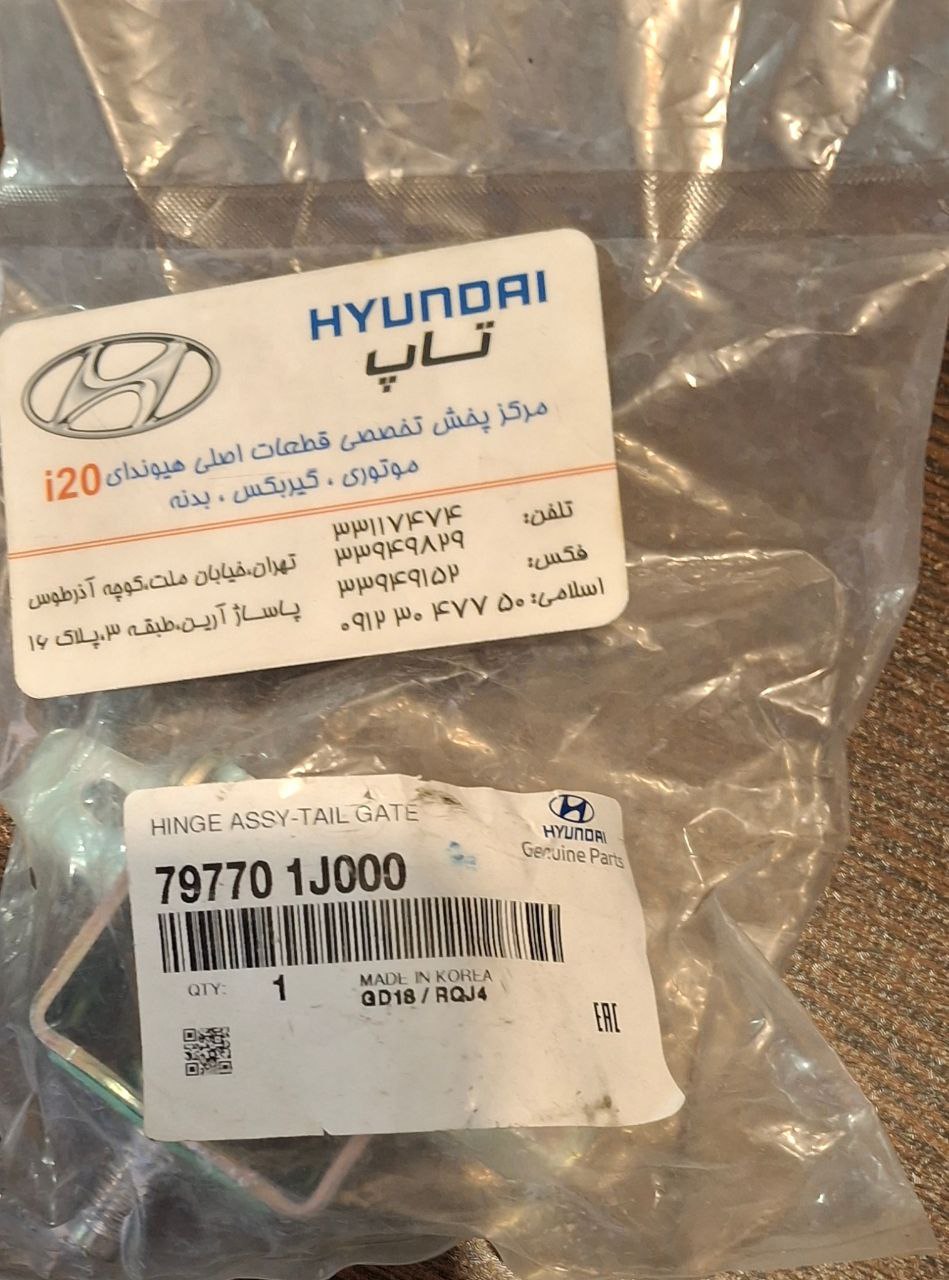 HYUNDAI
تاپ
مرکز پخش تخصصی قطعات اصلی هیوندای i20
موتوری ، گیربکس ، بدنه
تلفن: ۳۳۱۱۷۴۷۴
۳۳۹۴۹۸۲۹
فکس: ۳۳۹۴۹۱۵۲
اسلامی: ۰۹۱۲ ۳۰ ۴۷۷ ۵۰
تهران،خیابان ملت،کوچه آذرطوس
پاساژ آرین،طبقه ۳،پلاک ۱۶
HINGE ASSY-TAIL GATE
HYUNDAI
Genuine Parts
79770 1J000
QTY: 1
MADE IN KOREA
GD18 / RQJ4
EAC